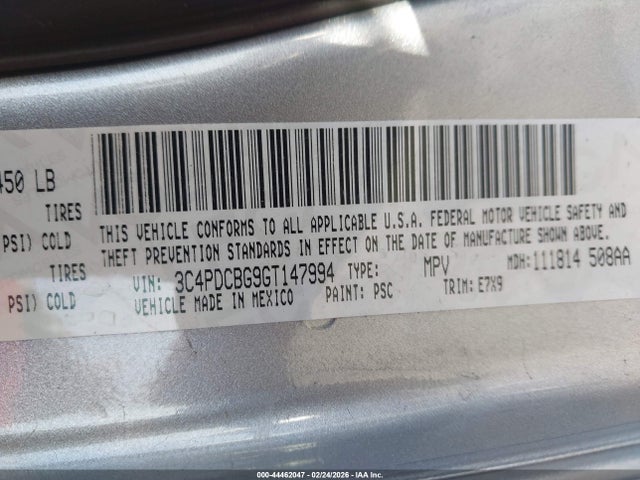 450 LB
TIRES
PSI) COLD
TIRES
PSI) COLD
THIS VEHICLE CONFORMS TO ALL APPLICABLE U.S.A. FEDERAL MOTOR VEHICLE SAFETY AND
THEFT PREVENTION STANDARDS IN EFFECT ON THE DATE OF MANUFACTURE SHOWN ABOVE.
VIN: 3C4PDCBG9GT147994 TYPE: MPV MDH:111814 508AA
VEHICLE MADE IN MEXICO PAINT: PSC TRIM: E7X9
000-44462047 - 02/24/2026 - IAA Inc.